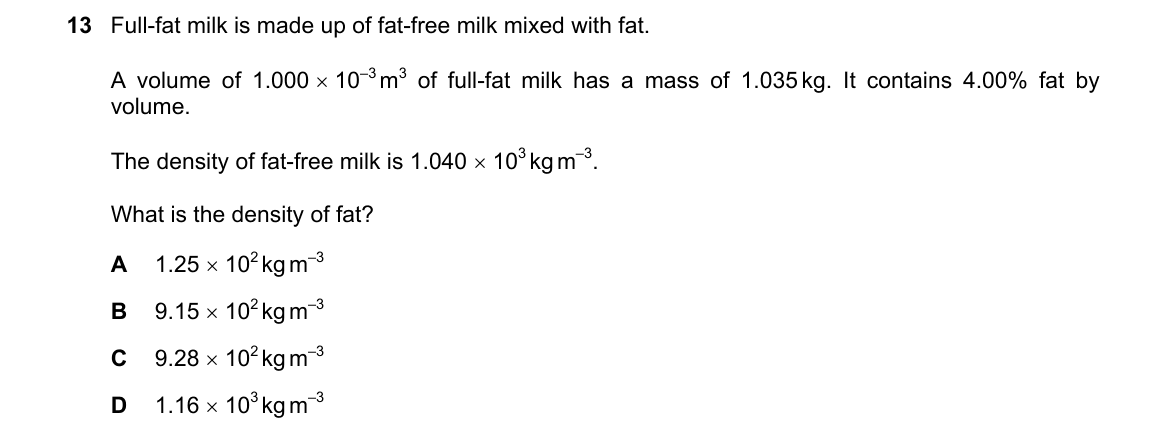 13 Full-fat milk is made up of fat-free milk mixed with fat.
A volume of 1.000 × 10⁻³ m³ of full-fat milk has a mass of 1.035 kg. It contains 4.00% fat by
volume.
The density of fat-free milk is 1.040 × 10³ kg m⁻³.
What is the density of fat?
A 1.25 × 10² kg m⁻³
B 9.15 × 10² kg m⁻³
C 9.28 × 10² kg m⁻³
D 1.16 × 10³ kg m⁻³